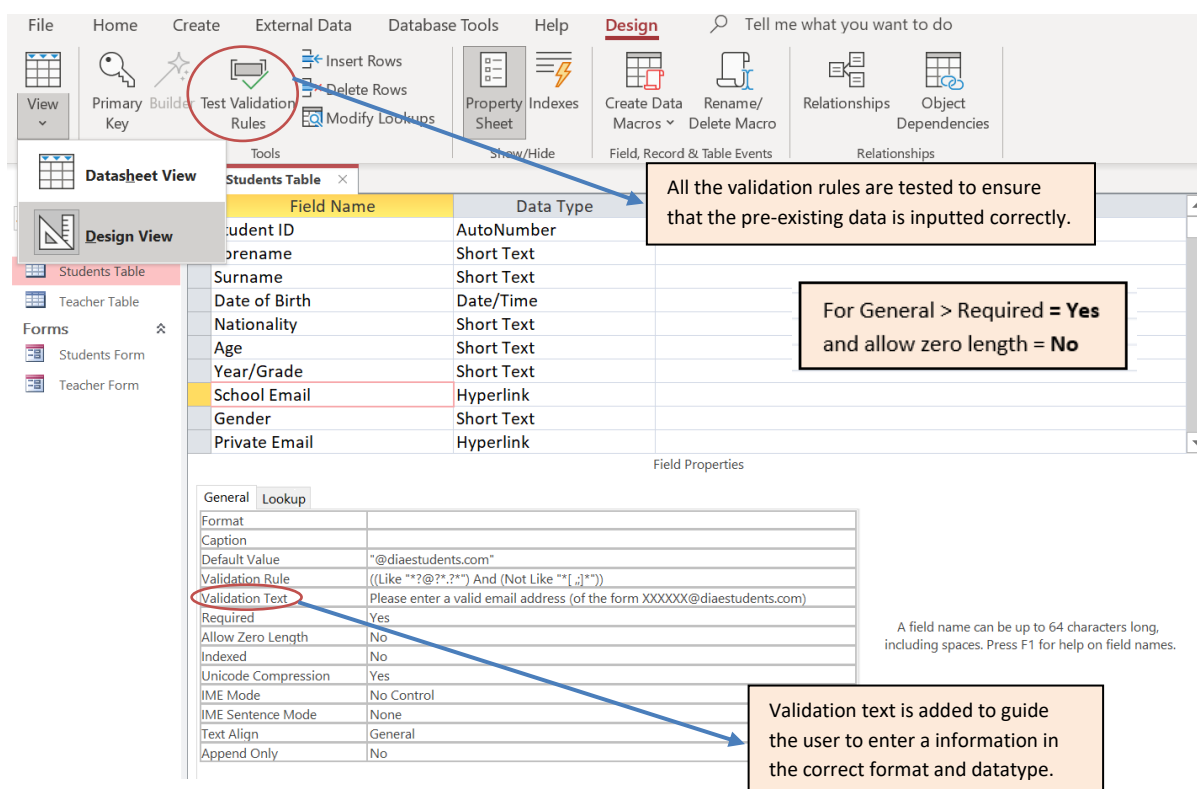 File Home Create External Data Database Tools Help Design Tell me what you want to do
View
Primary Key
Builder
Test Validation Rules
Insert Rows
Delete Rows
Modify Lookups
Property Sheet
Indexes
Create Data Macros
Rename/ Delete Macro
Relationships
Object Dependencies
Tools
Show/Hide
Field, Record & Table Events
Relationships
Datasheet View
Design View
Students Table
Teacher Table
Forms
Students Form
Teacher Form
Students Table
Field Name Data Type
Student ID AutoNumber
Forename Short Text
Surname Short Text
Date of Birth Date/Time
Nationality Short Text
Age Short Text
Year/Grade Short Text
School Email Hyperlink
Gender Short Text
Private Email Hyperlink
All the validation rules are tested to ensure
that the pre-existing data is inputted correctly.
For General > Required = Yes
and allow zero length = No
Field Properties
General Lookup
Format
Caption
Default Value "@diaestudents.com"
Validation Rule ((Like "*?@?*.?*") And (Not Like "*[ ,;]*"))
Validation Text Please enter a valid email address (of the form XXXXXX@diaestudents.com)
Required Yes
Allow Zero Length No
Indexed No
Unicode Compression Yes
IME Mode No Control
IME Sentence Mode None
Text Align General
Append Only No
A field name can be up to 64 characters long,
including spaces. Press F1 for help on field names.
Validation text is added to guide
the user to enter a information in
the correct format and datatype.